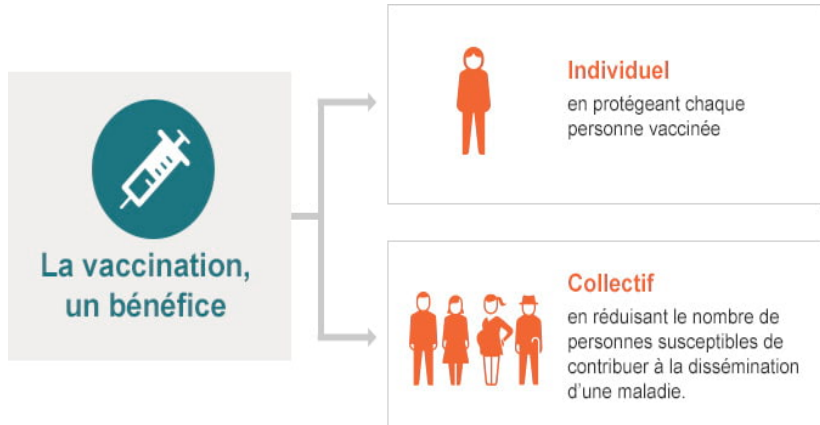 La vaccination,
un bénéfice
Individuel
en protégeant chaque
personne vaccinée
Collectif
en réduisant le nombre de
personnes susceptibles de
contribuer à la dissémination
d'une maladie.